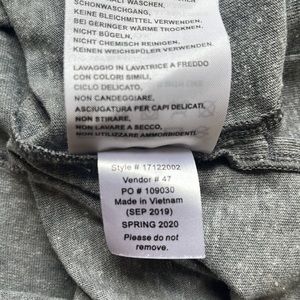 KALT WASCHEN,
SCHONWASCHGANG,
KEINE BLEICHMITTEL VERWENDEN,
BEI GERINGER WÄRME TROCKNEN,
NICHT BÜGELN,
NICHT CHEMISCH REINIGEN,
KEINEN WEICHSPÜLER VERWENDEN
LAVAGGIO IN LAVATRICE A FREDDO
CON COLORI SIMILI,
CICLO DELICATO,
NON CANDEGGIARE,
ASCIUGATURA PER CAPI DELICATI,
NON STIRARE,
NON LAVARE A SECCO,
NON UTILIZZARE AMMORBIDENTI.
Style # 17122002
Vendor # 47
PO # 109030
Made in Vietnam
(SEP 2019)
SPRING 2020
Please do not
remove.